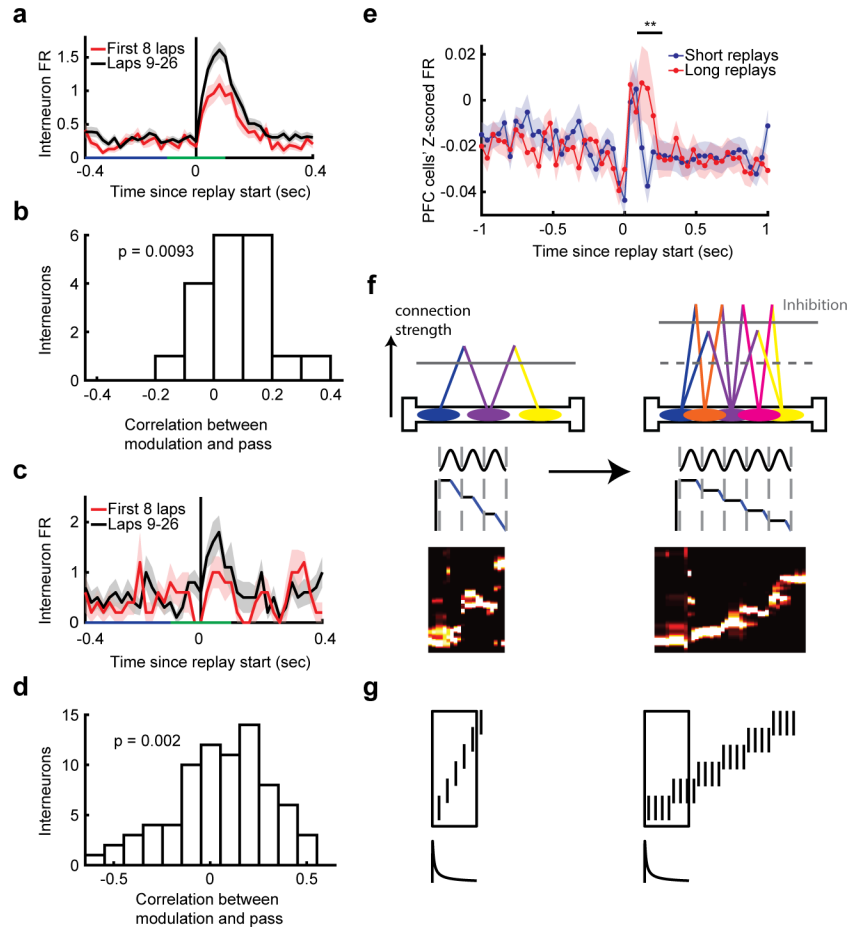 a
First 8 laps
Laps 9-26
Interneuron FR
1.5
1
0.5
0
-0.4
0
0.4
Time since replay start (sec)
b
p = 0.0093
Interneurons
6
4
2
0
-0.4
-0.2
0
0.2
0.4
Correlation between
modulation and pass
c
First 8 laps
Laps 9-26
Interneuron FR
2
1
0
-0.4
0
0.4
Time since replay start (sec)
d
p = 0.002
Interneurons
15
10
5
0
-0.5
0
0.5
Correlation between
modulation and pass
e
**
Short replays
Long replays
PFC cells' Z-scored FR
0.02
0
-0.02
-0.04
-1
-0.5
0
0.5
1
Time since replay start (sec)
f
connection
strength
Inhibition
g